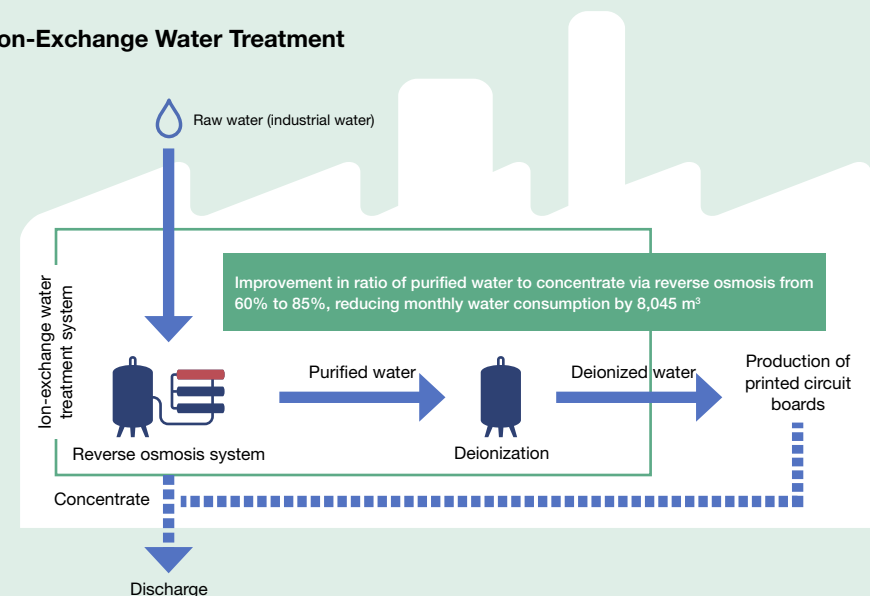 on-Exchange Water Treatment
Raw water (industrial water)
Ion-exchange water
treatment system
Improvement in ratio of purified water to concentrate via reverse osmosis from
60% to 85%, reducing monthly water consumption by 8,045 m³
Purified water
Deionized water
Production of
printed circuit
boards
Reverse osmosis system
Deionization
Concentrate
Discharge